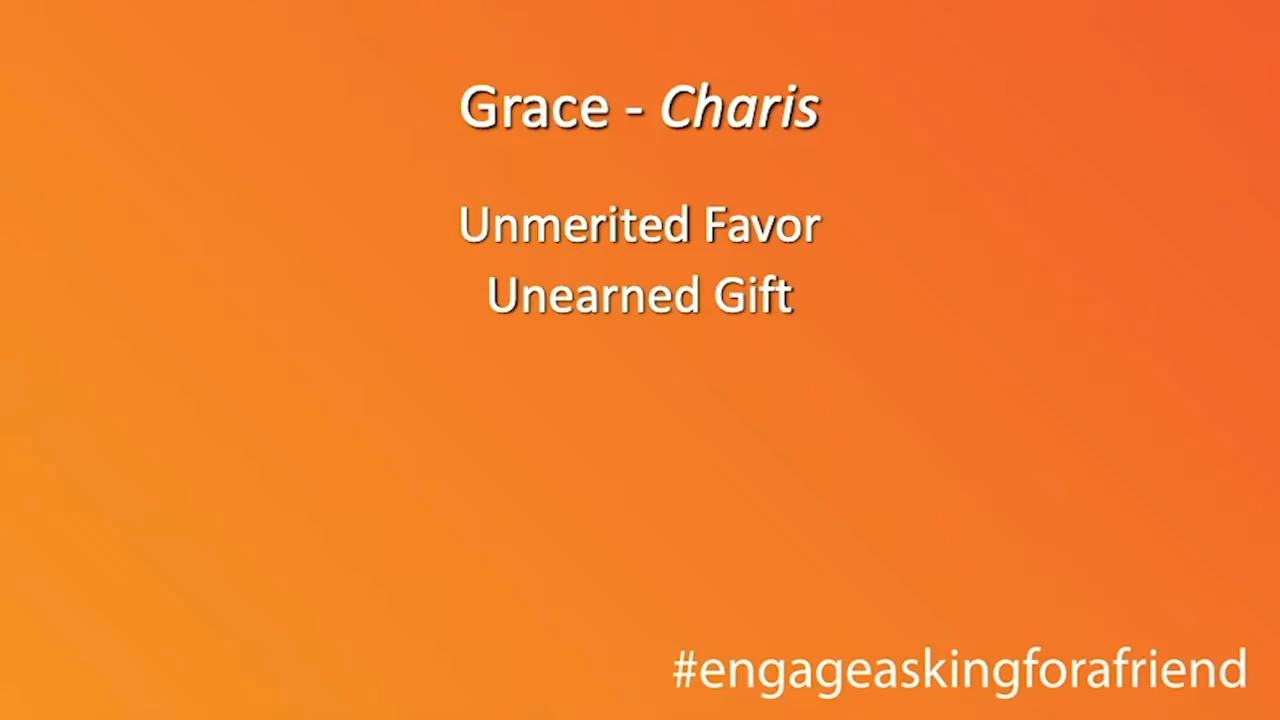 Grace - Charis
Unmerited Favor
Unearned Gift
#engageaskingforafriend